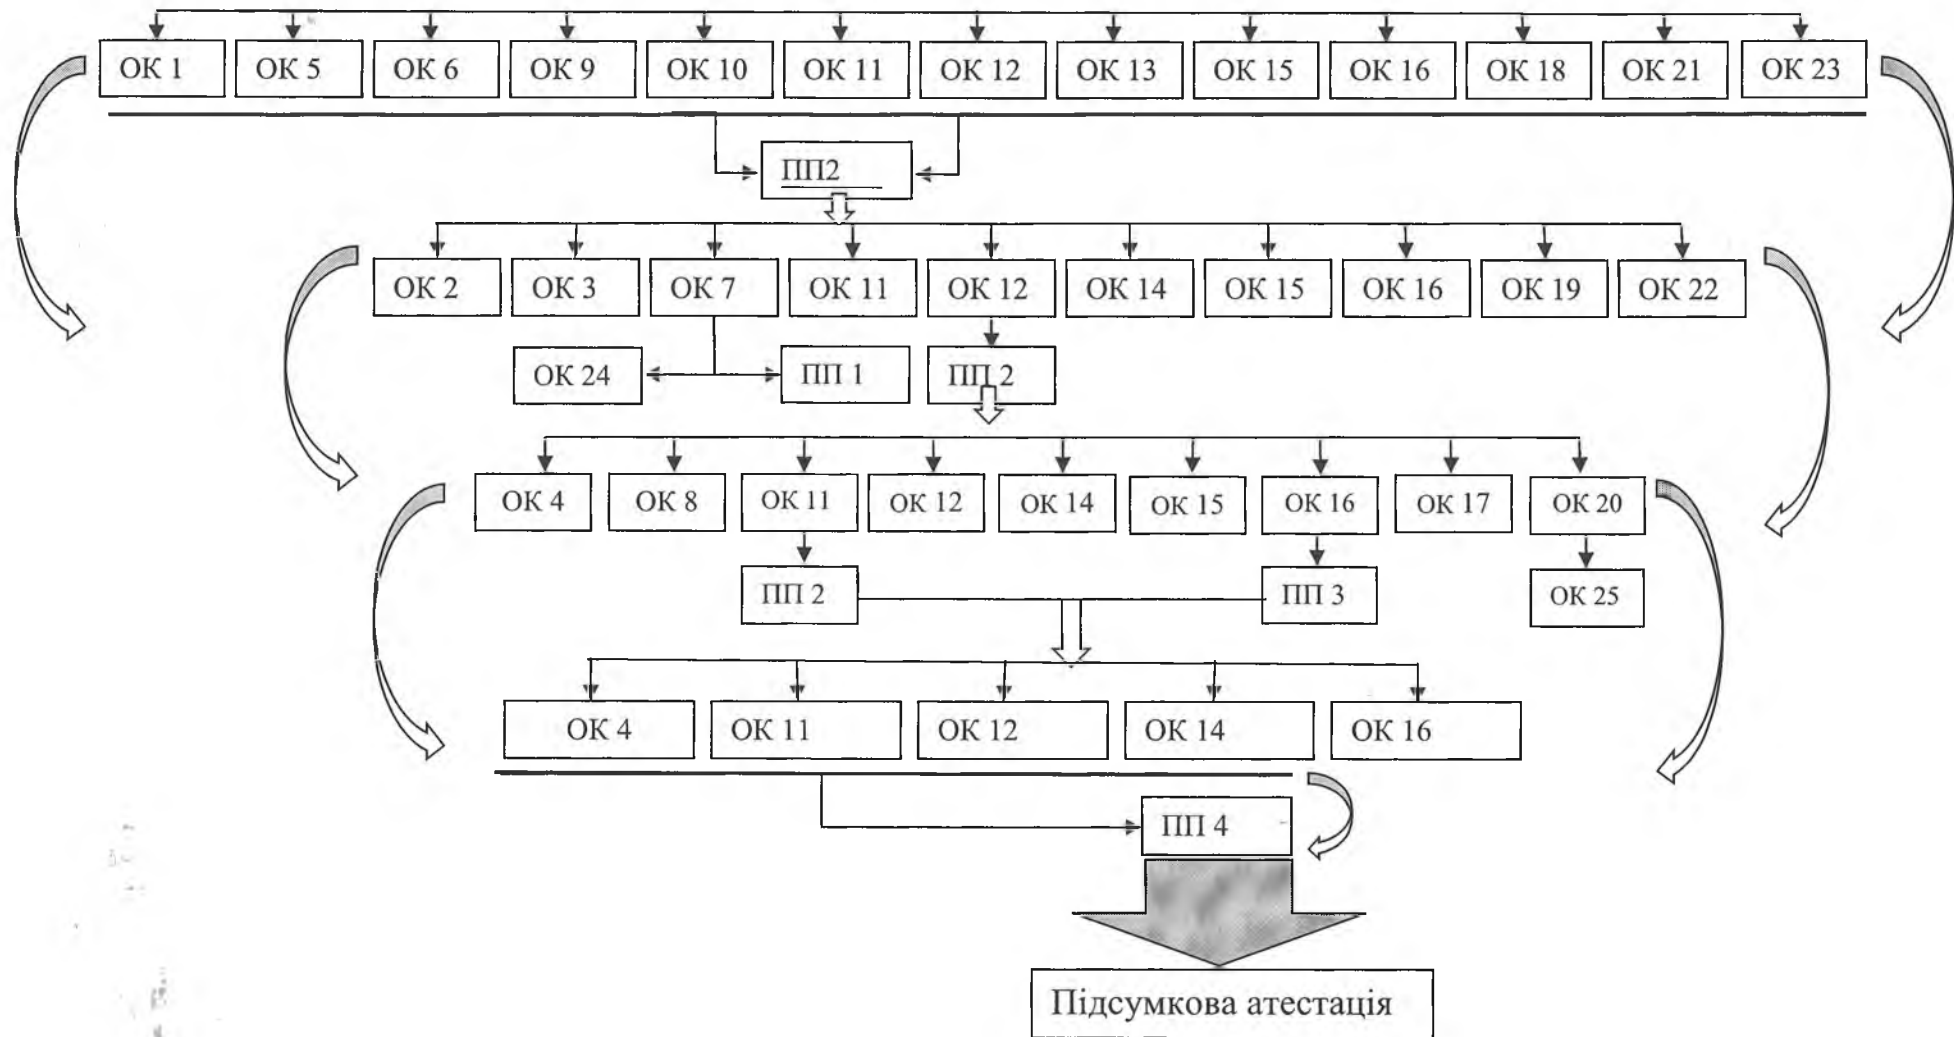 ОК 1 ОК 5 ОК 6 ОК 9 ОК 10 ОК 11 ОК 12 ОК 13 ОК 15 ОК 16 ОК 18 ОК 21 ОК 23
ПП2
ОК 2 ОК 3 ОК 7 ОК 11 ОК 12 ОК 14 ОК 15 ОК 16 ОК 19 ОК 22
ОК 24 ПП 1 ПП 2
ОК 4 ОК 8 ОК 11 ОК 12 ОК 14 ОК 15 ОК 16 ОК 17 ОК 20
ПП 2 ПП 3 ОК 25
ОК 4 ОК 11 ОК 12 ОК 14 ОК 16
ПП 4
Підсумкова атестація